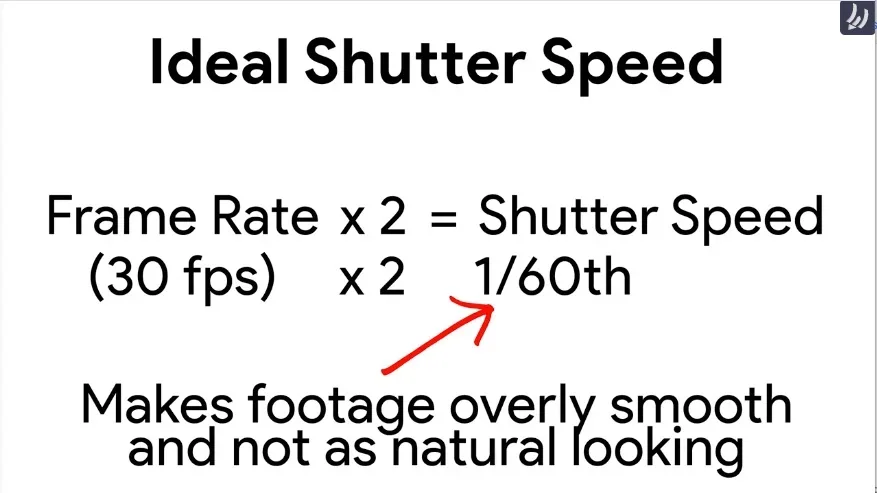 Ideal Shutter Speed
Frame Rate x 2 = Shutter Speed
(30 fps) x 2 1/60th
Makes footage overly smooth
and not as natural looking